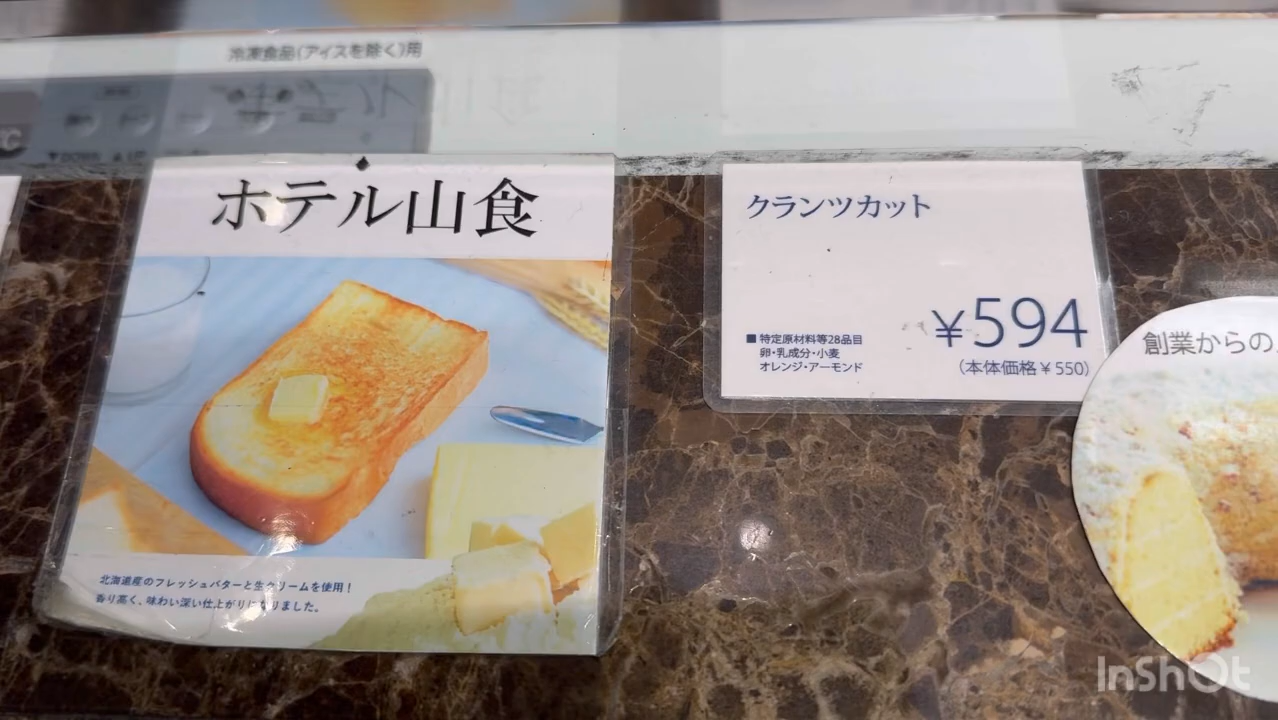 冷凍食品(アイスを除く)用
▼DOWN ▲UP
ホテル山食
北海道産のフレッシュバターと生クリームを使用！
香り高く、味わい深い仕上がりになりました。
クランツカット
¥594
(本体価格¥550)
■特定原材料等28品目
卵・乳成分・小麦
オレンジ・アーモンド
創業からの
InShOt